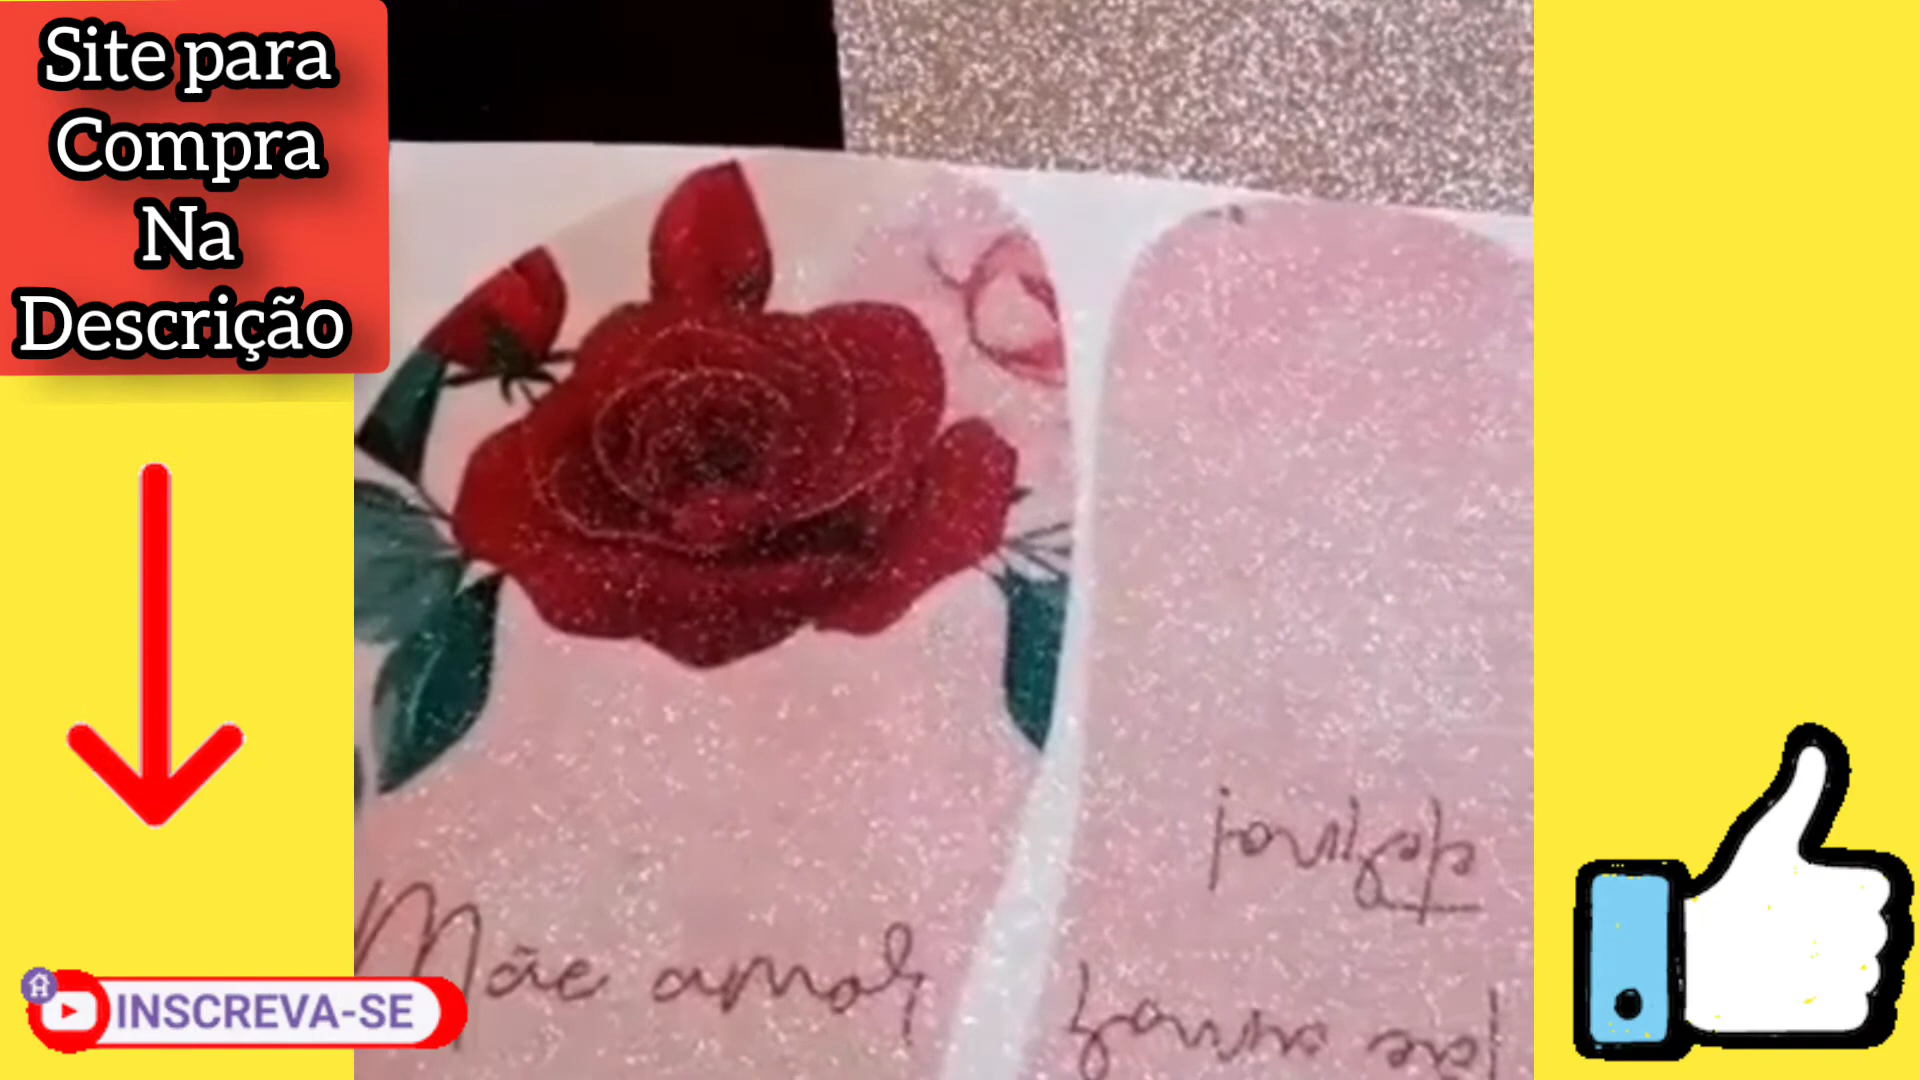 Site para
Compra
Na
Descrição
Mãe amor
INSCREVA-SE